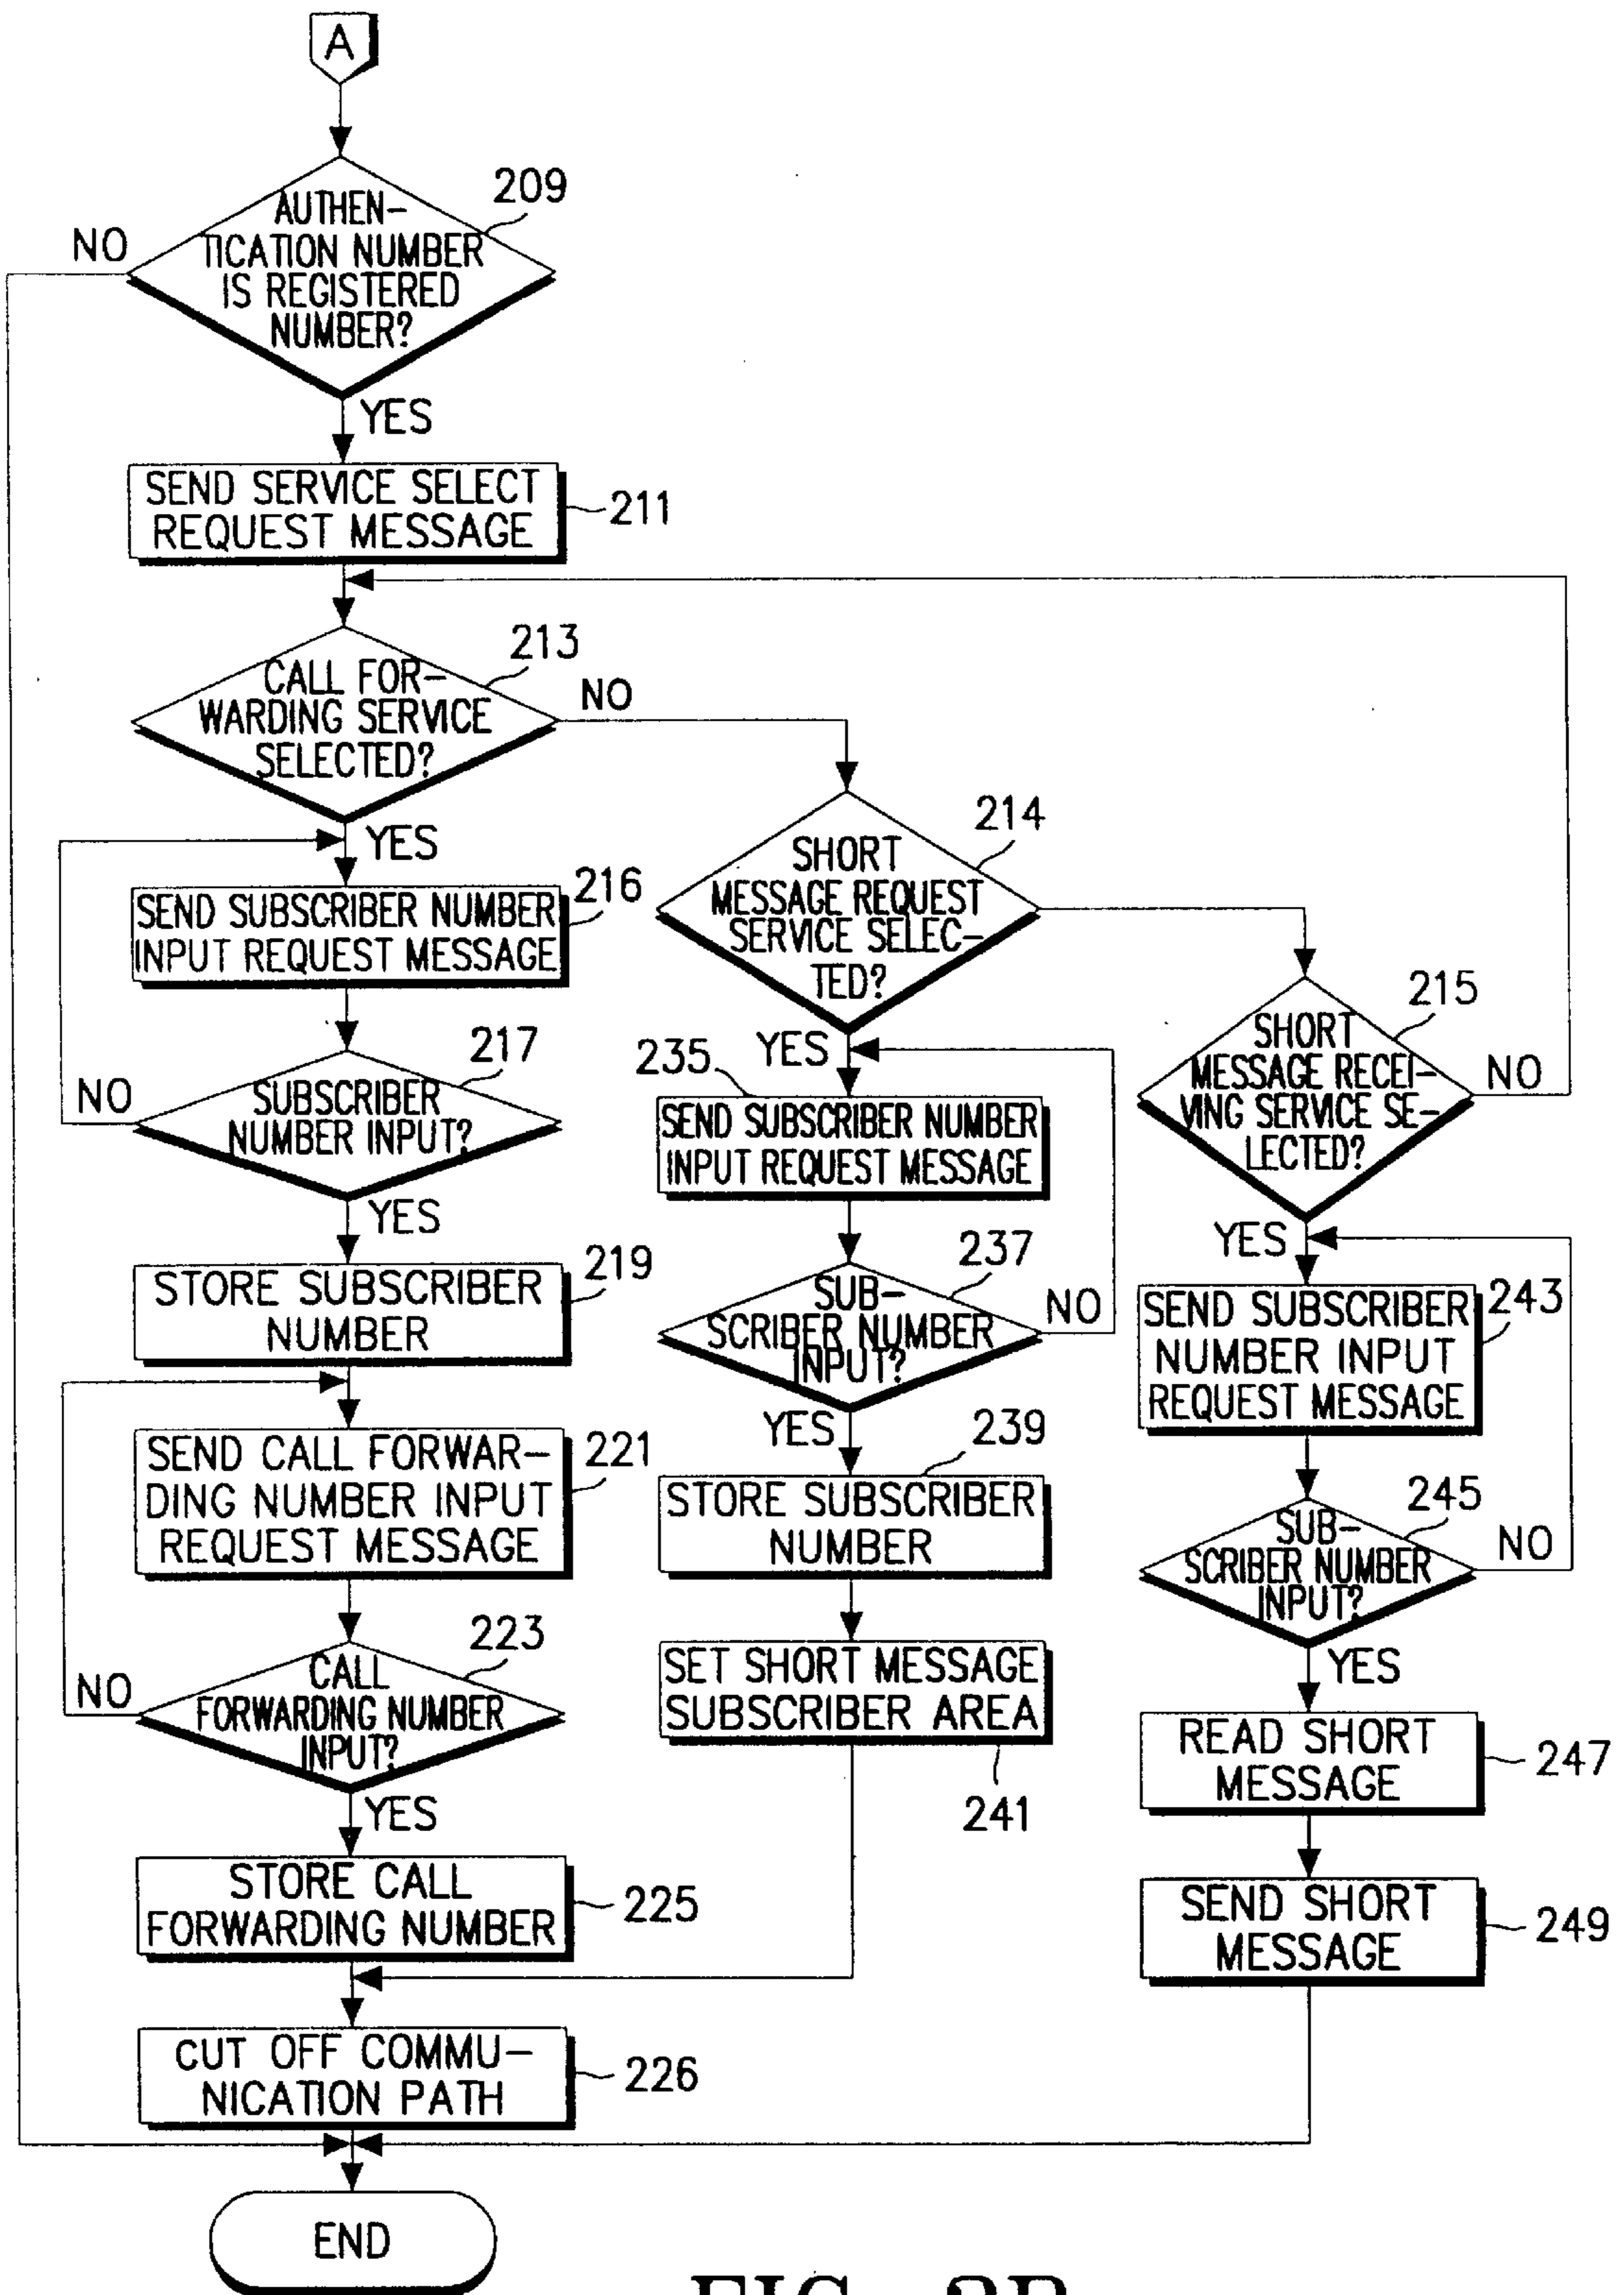 A
209
AUTHEN-
TICATION NUMBER
IS REGISTERED
NUMBER?
NO
YES
SEND SERVICE SELECT
REQUEST MESSAGE
211
213
CALL FOR-
WARDING SERVICE
SELECTED?
NO
YES
216
SEND SUBSCRIBER NUMBER
INPUT REQUEST MESSAGE
217
SUBSCRIBER
NUMBER INPUT?
NO
YES
STORE SUBSCRIBER
NUMBER
219
SEND CALL FORWAR-
DING NUMBER INPUT
REQUEST MESSAGE
221
223
CALL
FORWARDING NUMBER
INPUT?
NO
YES
STORE CALL
FORWARDING NUMBER
225
CUT OFF COMMU-
NICATION PATH
226
END
214
SHORT
MESSAGE REQUEST
SERVICE SELEC-
TED?
YES
235
SEND SUBSCRIBER NUMBER
INPUT REQUEST MESSAGE
237
SUB-
SCRIBER NUMBER
INPUT?
NO
YES
239
STORE SUBSCRIBER
NUMBER
SET SHORT MESSAGE
SUBSCRIBER AREA
241
215
SHORT
MESSAGE RECEI-
VING SERVICE SE-
LECTED?
NO
YES
SEND SUBSCRIBER
NUMBER INPUT
REQUEST MESSAGE
243
245
SUB-
SCRIBER NUMBER
INPUT?
NO
YES
READ SHORT
MESSAGE
247
SEND SHORT
MESSAGE
249